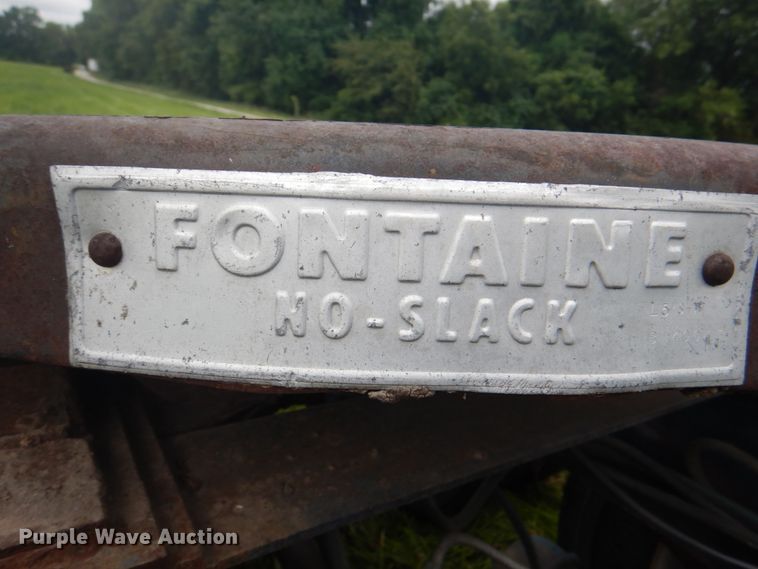 FONTAINE
NO-SLACK
Purple Wave Auction